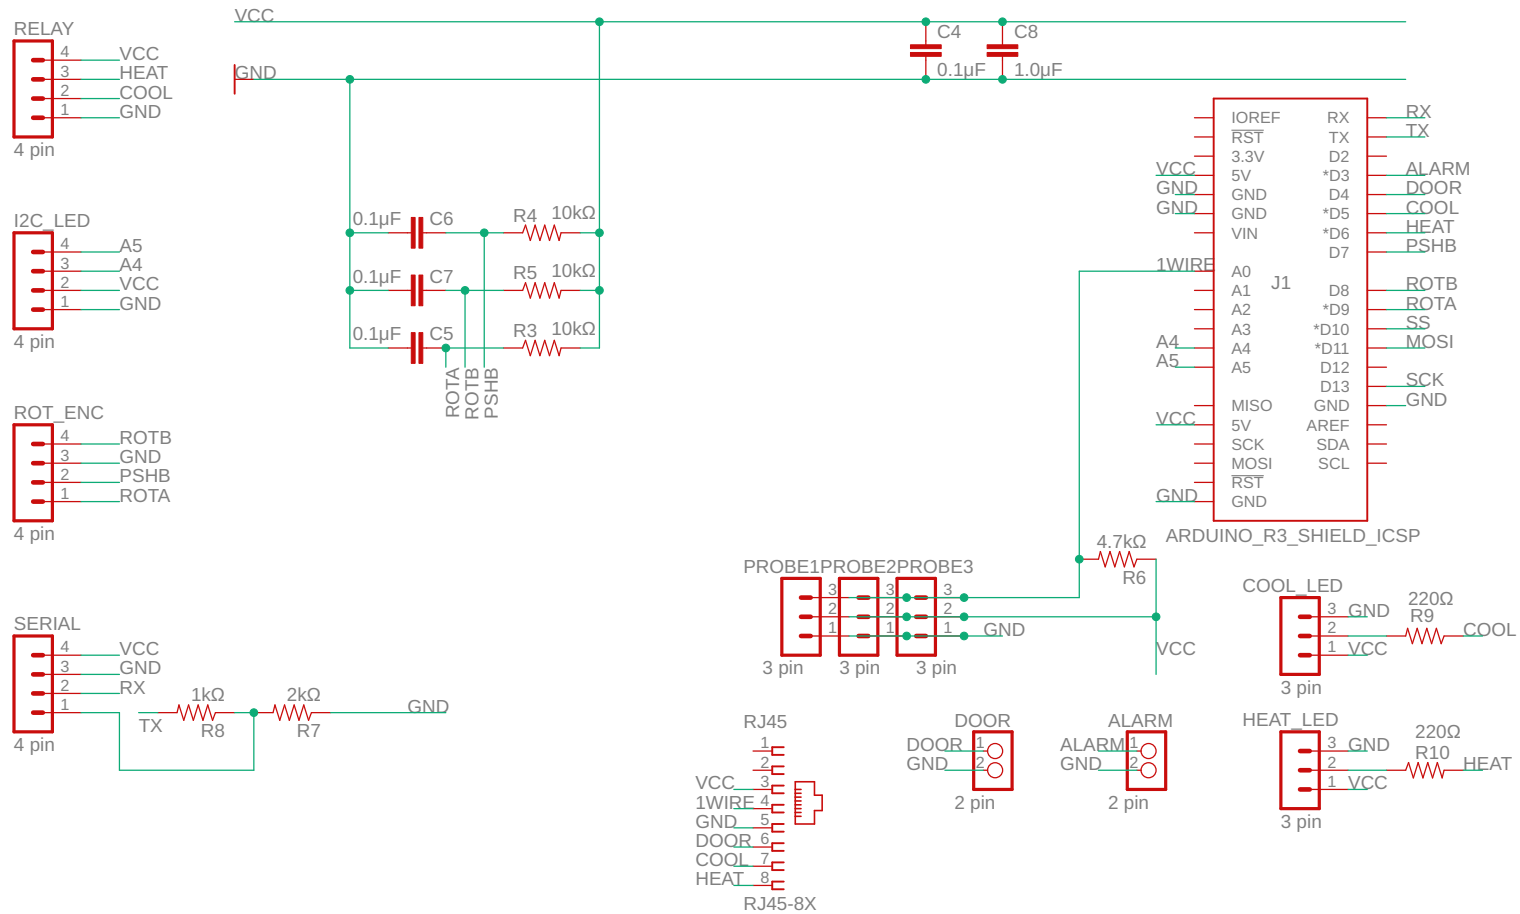 VCC
GND
C4
0.1µF
C8
1.0µF
RELAY
4 VCC
3 HEAT
2 COOL
1 GND
4 pin
I2C_LED
4 A5
3 A4
2 VCC
1 GND
4 pin
ROT_ENC
4 ROTB
3 GND
2 PSHB
1 ROTA
4 pin
SERIAL
4 VCC
3 GND
2 RX
1
4 pin
TX
1kΩ
R8
2kΩ
R7
GND
0.1µF C6 R4 10kΩ
0.1µF C7 R5 10kΩ
0.1µF C5 R3 10kΩ
ROTA
ROTB
PSHB
IOREF RX RX
RST TX TX
3.3V D2
VCC 5V *D3 ALARM
GND GND D4 DOOR
GND GND *D5 COOL
VIN *D6 HEAT
D7 PSHB
1WIRE A0
J1
A1 D8 ROTB
A2 *D9 ROTA
A3 *D10 SS
A4 A4 *D11 MOSI
A5 A5 D12
D13 SCK
MISO GND GND
VCC 5V AREF
SCK SDA
MOSI SCL
RST
GND GND
ARDUINO_R3_SHIELD_ICSP
4.7kΩ
R6
VCC
PROBE1 PROBE2 PROBE3
3 3 3
2 2 2
1 1 1 GND
3 pin 3 pin 3 pin
COOL_LED
3 GND
2
1 VCC
3 pin
220Ω
R9
COOL
HEAT_LED
3 GND
2
1 VCC
3 pin
220Ω
R10
HEAT
RJ45
1
2
VCC 3
1WIRE 4
GND 5
DOOR 6
COOL 7
HEAT 8
RJ45-8X
DOOR
DOOR 1
GND 2
2 pin
ALARM
ALARM 1
GND 2
2 pin